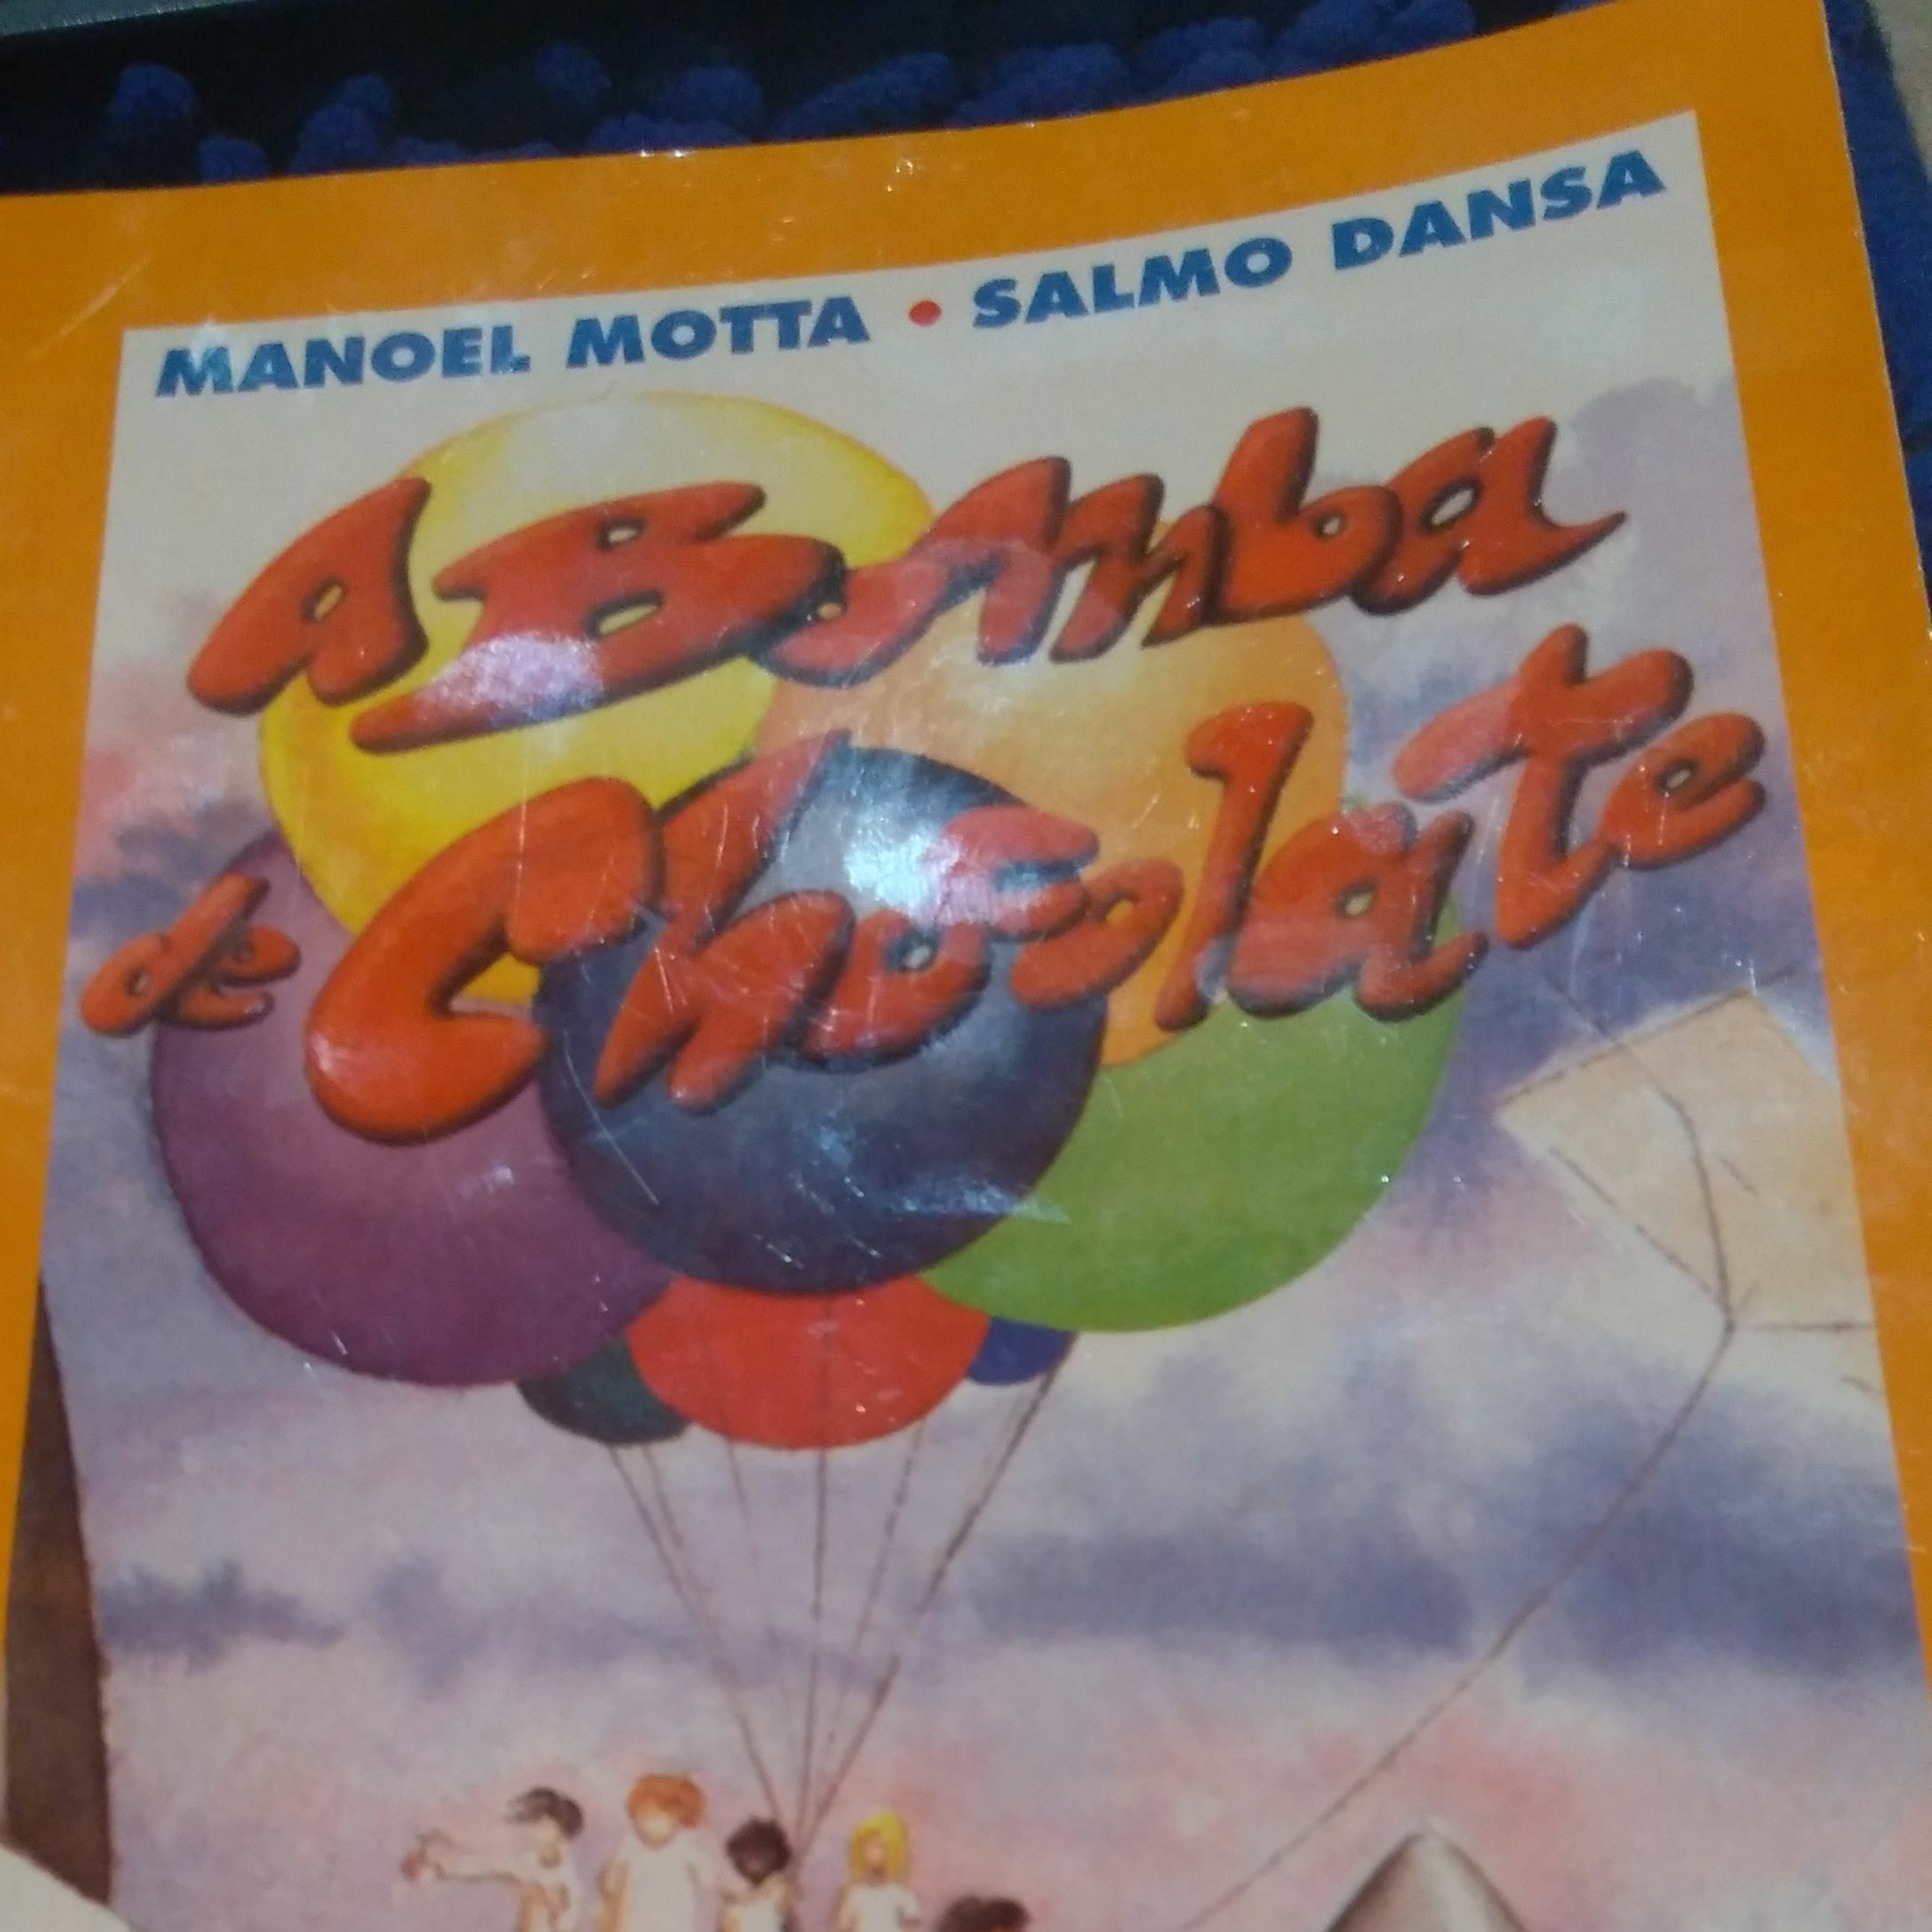 MANOEL MOTTA • SALMO DANSA
A Bomba
de Chocolate